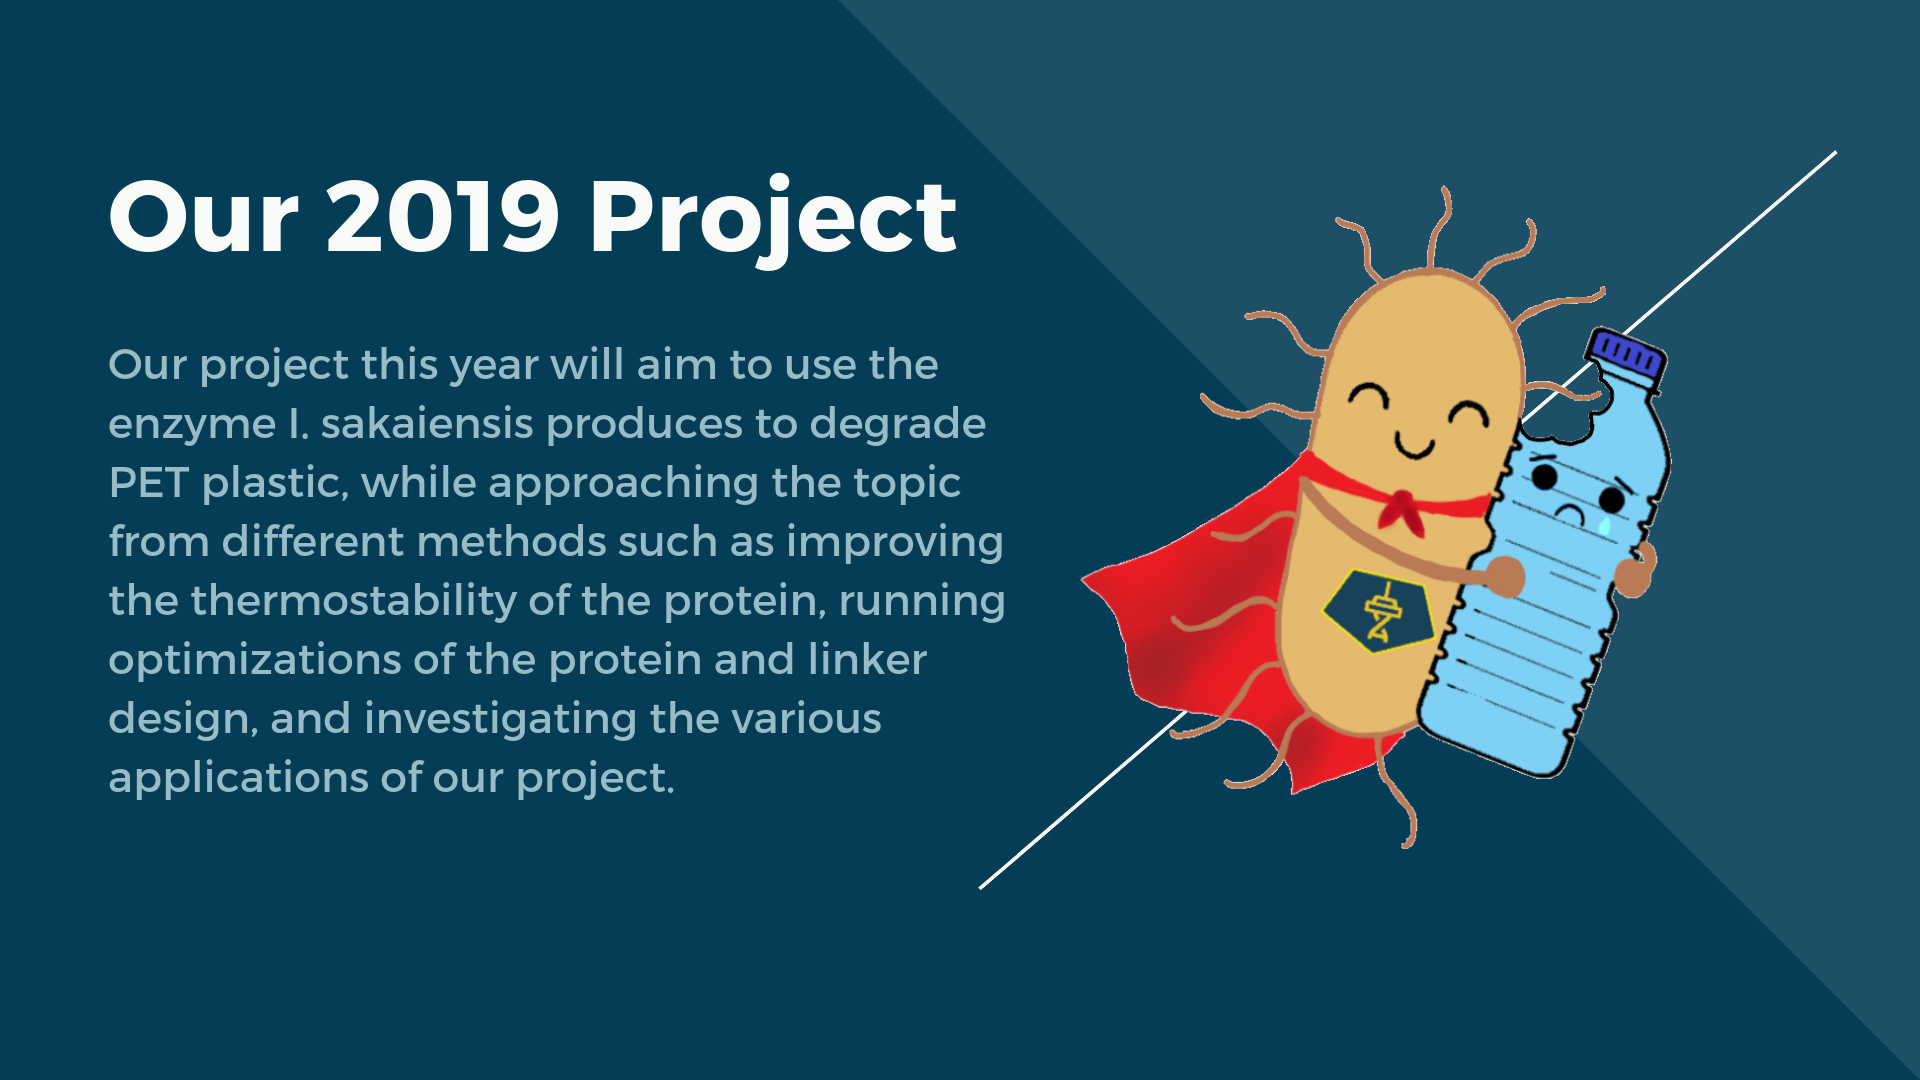 Our 2019 Project
Our project this year will aim to use the
enzyme I. sakaiensis produces to degrade
PET plastic, while approaching the topic
from different methods such as improving
the thermostability of the protein, running
optimizations of the protein and linker
design, and investigating the various
applications of our project.